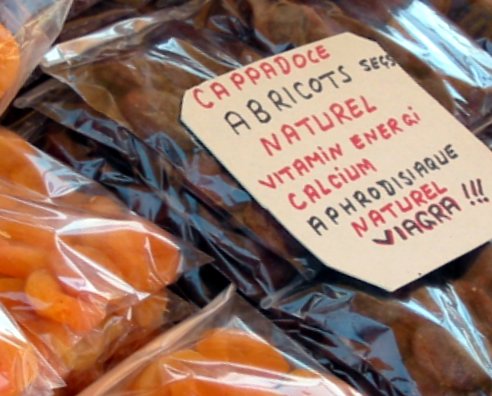 CAPPADOCE
ABRICOTS SECS
NATUREL
VITAMIN ENERGi
CALCIUM
APHRODISIAQUE
NATUREL
VIAGRA !!!